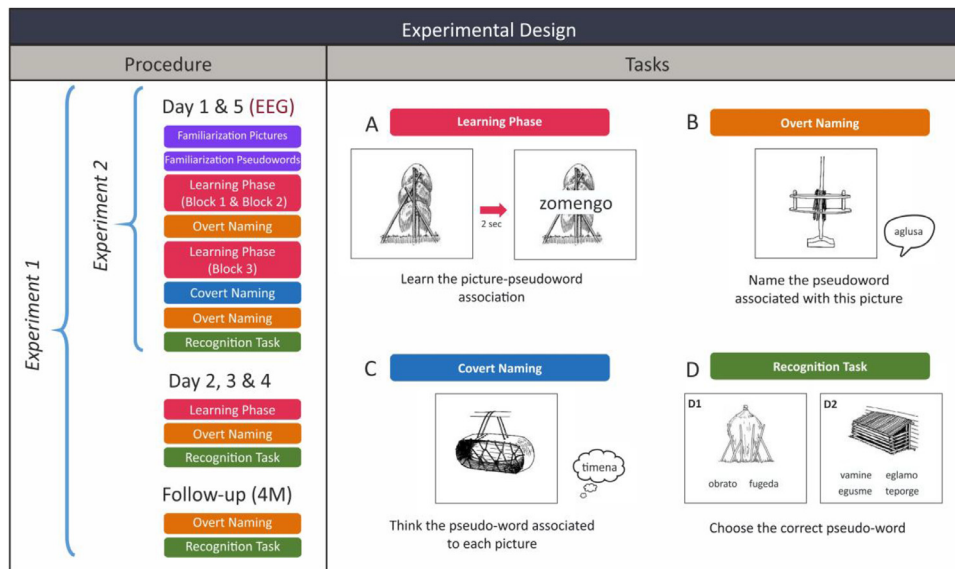 Experimental Design
Procedure
Tasks
Experiment 1
Experiment 2
Day 1 & 5 (EEG)
Familiarization Pictures
Familiarization Pseudowords
Learning Phase
(Block 1 & Block 2)
Overt Naming
Learning Phase
(Block 3)
Covert Naming
Overt Naming
Recognition Task
Day 2, 3 & 4
Learning Phase
Overt Naming
Recognition Task
Follow-up (4M)
Overt Naming
Recognition Task
A
Learning Phase
2 sec
zomengo
Learn the picture-pseudoword
association
B
Overt Naming
aglusa
Name the pseudoword
associated with this picture
C
Covert Naming
timena
Think the pseudo-word associated
to each picture
D
Recognition Task
D1
obrato fugeda
D2
vamine eglamo
egusme teporge
Choose the correct pseudo-word